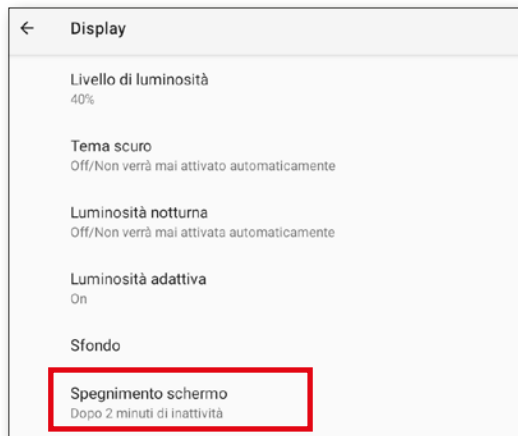 Display
Livello di luminosità
40%
Tema scuro
Off/Non verrà mai attivato automaticamente
Luminosità notturna
Off/Non verrà mai attivata automaticamente
Luminosità adattiva
On
Sfondo
Spegnimento schermo
Dopo 2 minuti di inattività